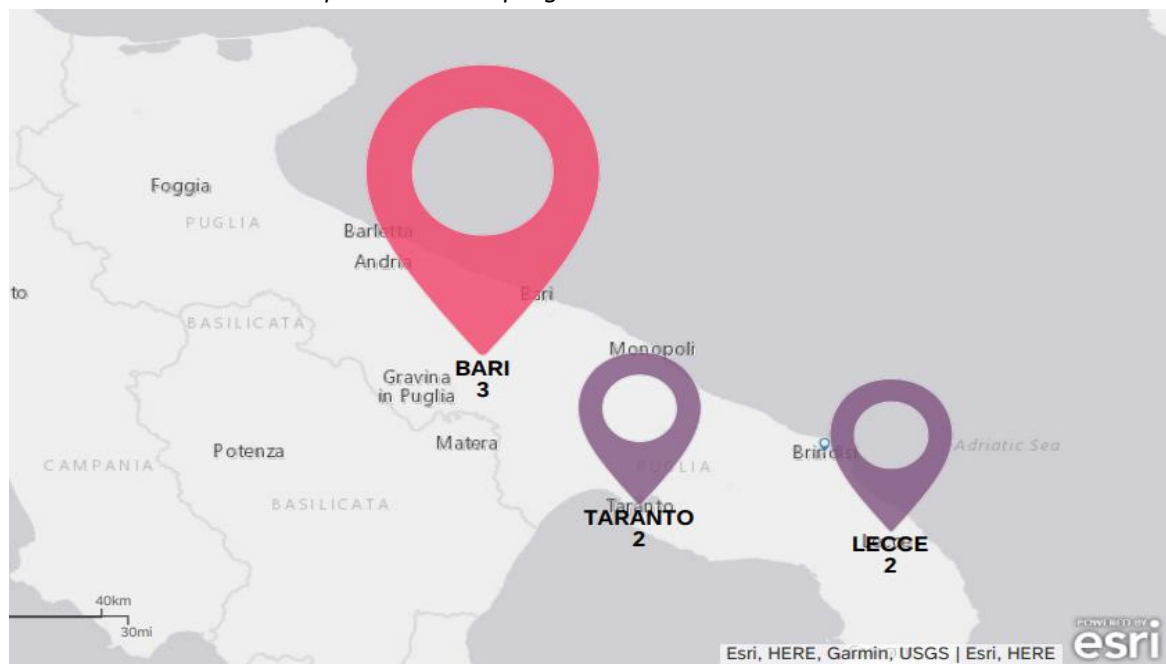 Foggia
PUGLIA
Barletta
Andria
to
Bari
BASILICATA
Monopoli
BARI
3
Gravina
in Puglia
Matera
Potenza
CAMPANIA
BASILICATA
PUGLIA
Brindisi
Adriatic Sea
Taranto
TARANTO
2
LECCE
2
40km
30mi
Esri, HERE, Garmin, USGS | Esri, HERE
POWERED BY
esri